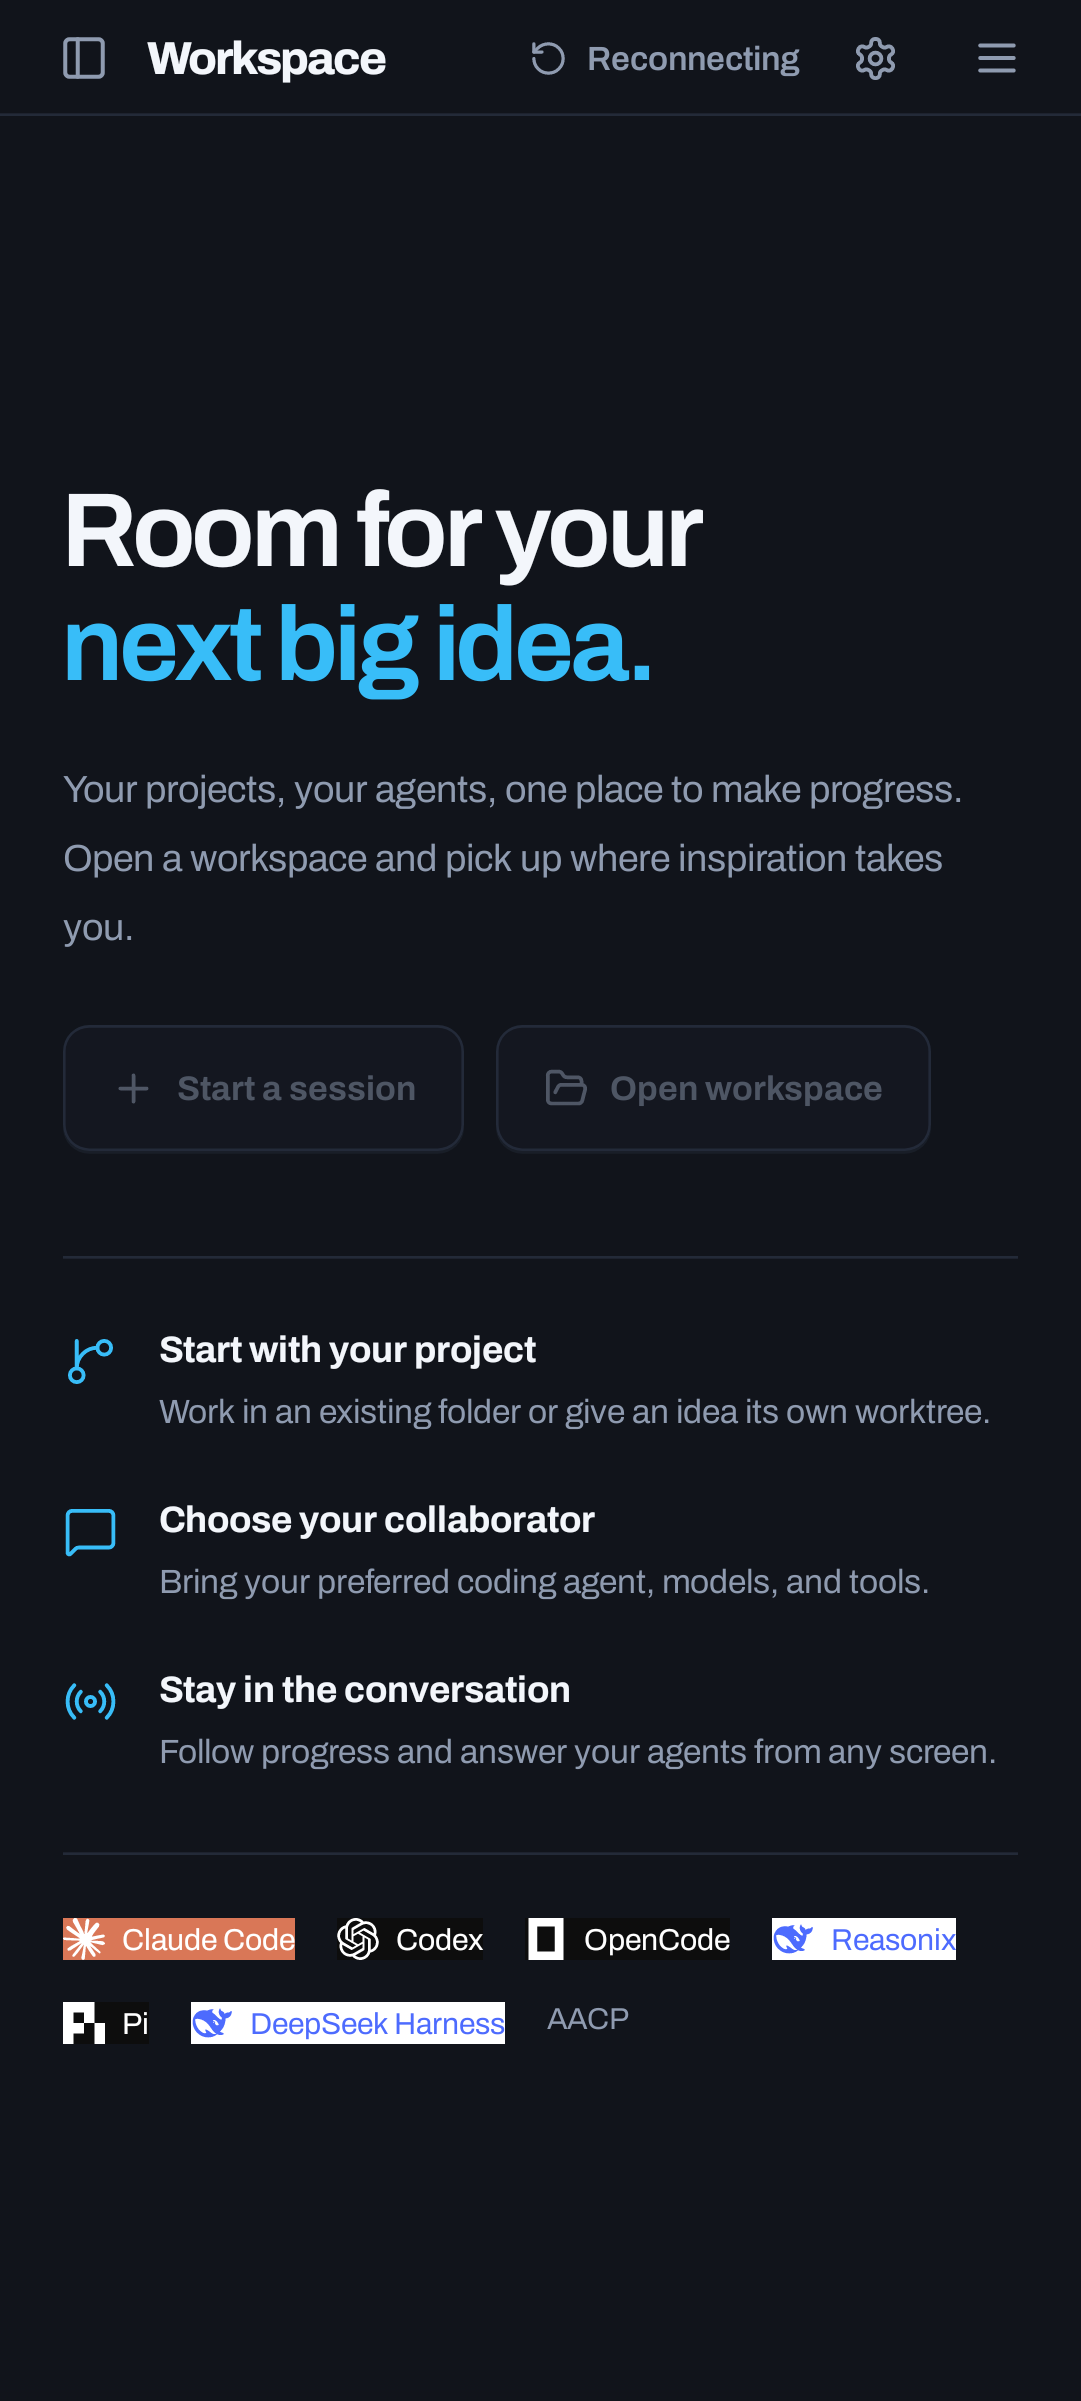 Workspace
Reconnecting
Room for your
next big idea.
Your projects, your agents, one place to make progress.
Open a workspace and pick up where inspiration takes
you.
Start a session
Open workspace
Start with your project
Work in an existing folder or give an idea its own worktree.
Choose your collaborator
Bring your preferred coding agent, models, and tools.
Stay in the conversation
Follow progress and answer your agents from any screen.
Claude Code Codex OpenCode Reasonix
Pi DeepSeek Harness AACP